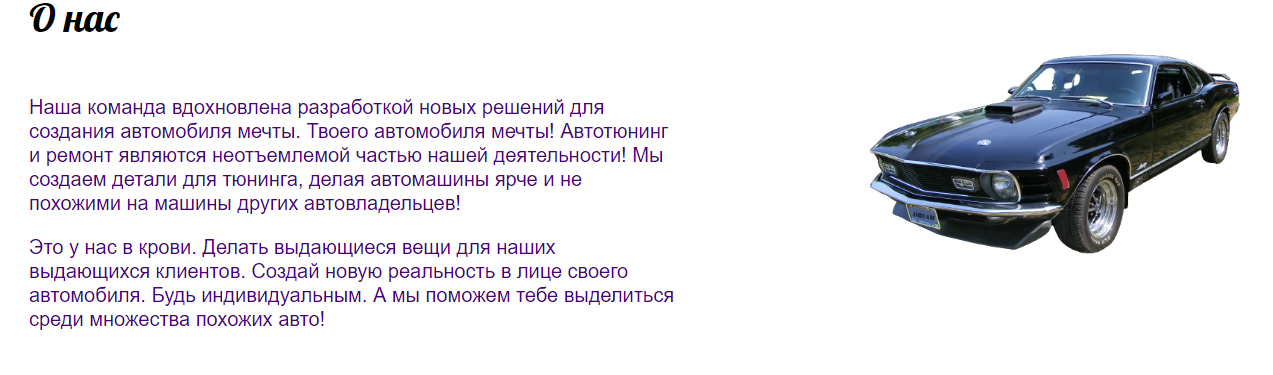 О нас
Наша команда вдохновлена разработкой новых решений для
создания автомобиля мечты. Твоего автомобиля мечты! Автотюнинг
и ремонт являются неотъемлемой частью нашей деятельности! Мы
создаем детали для тюнинга, делая автомашины ярче и не
похожими на машины других автовладельцев!
Это у нас в крови. Делать выдающиеся вещи для наших
выдающихся клиентов. Создай новую реальность в лице своего
автомобиля. Будь индивидуальным. А мы поможем тебе выделиться
среди множества похожих авто!